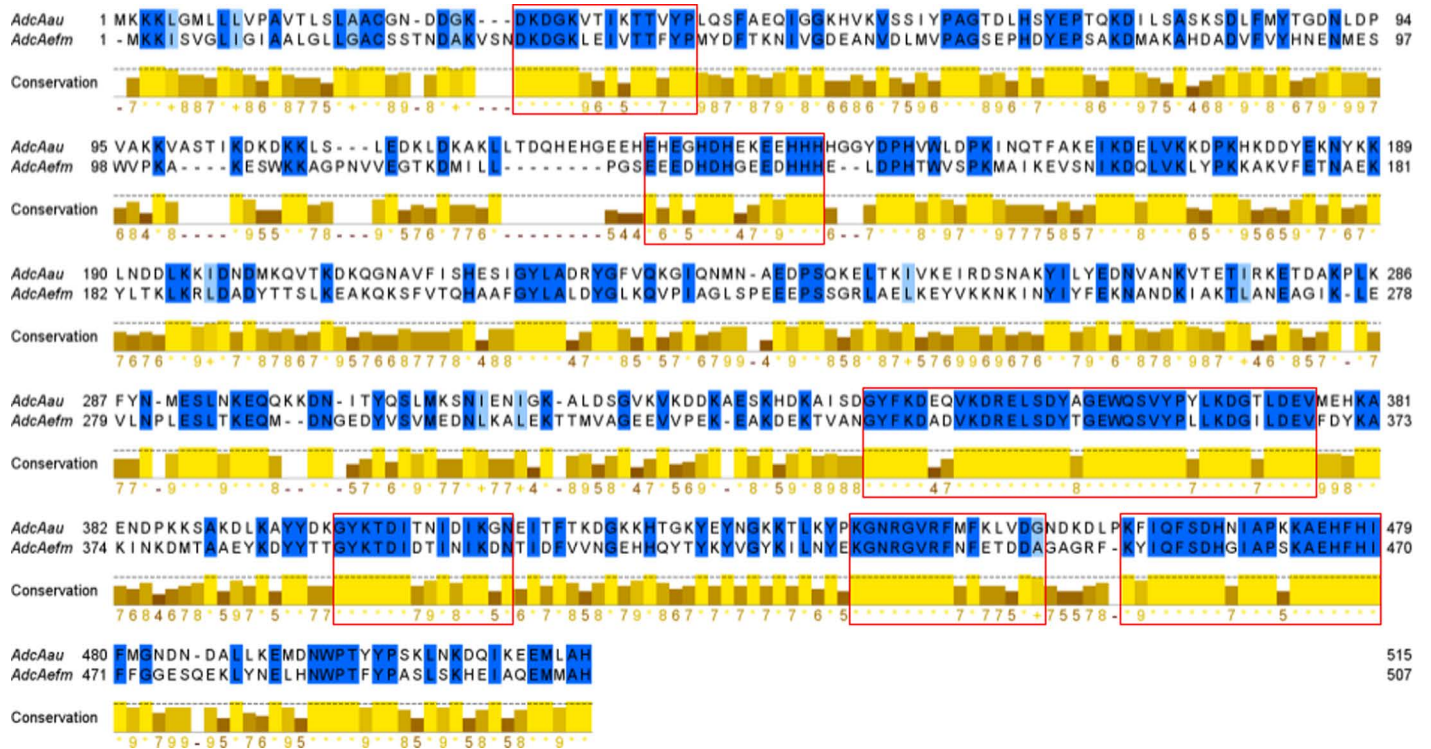 AdcAau 1 MKKKLGMLLLVPAVTLSLAACGN-DDGK---DKDGKVTIKTTVYPLQSFAEQIGGKHVKVSSIYPAGTDLHSYEPTQKDILSASKSDLFMYTGDNLDP 94
AdcAefm 1 -MKKISVGLIGIAALGLLGACSSTNDAKVSNDKDGKLEIVTTFYPMYDFTKNIVGDEANVDLMVPAGSEPHDYEPSAKDMAKAHDADVFVYHNENMES 97
Conservation
AdcAau 95 VAKKVASTIKDKDKKLS---LEDKLDKAKLLTDQHEHGEEHEHEGHDHEKEEHHHHGGYDPHVWLDPKINQTFAKEIKDELVKKDPKHKDDYEKNYKK 189
AdcAefm 98 WVPKA----KESWKKAGPNVVEGTKDMILL--------PGSEEEDHDHGEEDHHHE--LDPHTWVSPKMAIKEVSNIKDQLVKLYPKKAKVFETNAEK 181
Conservation
AdcAau 190 LNDDLKKIDNDMKQVTKDKQGNAVFISHESIGYLADRYGFVQKGIQNMN-AEDPSQKELTKIVKEIRDSNAKYILYEDNVANKVTETIRKETDAKPLK 286
AdcAefm 182 YLTKLKRLDADYTTSLKEAKQKSFVTQHAAFGYLALDYGLKQVPIAGLSPEEEPSSGRLAELKEYVKKNKINYIYFEKNANDKIAKTLANEAGIK-LE 278
Conservation
AdcAau 287 FYN-MESLNKEQQKKDN-ITYQSLMKSNIENIGK-ALDSGVKVKDDKAESKHDKAISDGYFKDEQVKDRELSDYAGEWQSVYPYLKDGTLDEVMEHKA 381
AdcAefm 279 VLNPLESLTKEQM--DNGEDYVSVMEDNLKALEKTTMVAGEEVVPEK-EAKDEKTVANGYFKDADVKDRELSDYTGEWQSVYPLLKDGILDEVFDYKA 373
Conservation
AdcAau 382 ENDPKKSAKDLKAYYDKGYKTDITNIDIKGNEITFTKDGKKHTGKYEYNGKKTLKYPKGNRGVRFMFKLVDGNDKDLPKFIQFSDHNIAPKKAEHFHI 479
AdcAefm 374 KINKDMTAAEYKDYYTTGYKTDIDTINIKDNTIDFVVNGEHHQYTYKYVGYKILNYEKGNRGVRFNFETDDAGAGRF-KYIQFSDHGIAPSKAEHFHI 470
Conservation
AdcAau 480 FMGNDN-DALLKEMDNWPTYYPSKLNKDQIKEEMLAH 515
AdcAefm 471 FFGGESQEKLYNELHNWPTFYPASLSKHEIAQEMMAH 507
Conservation